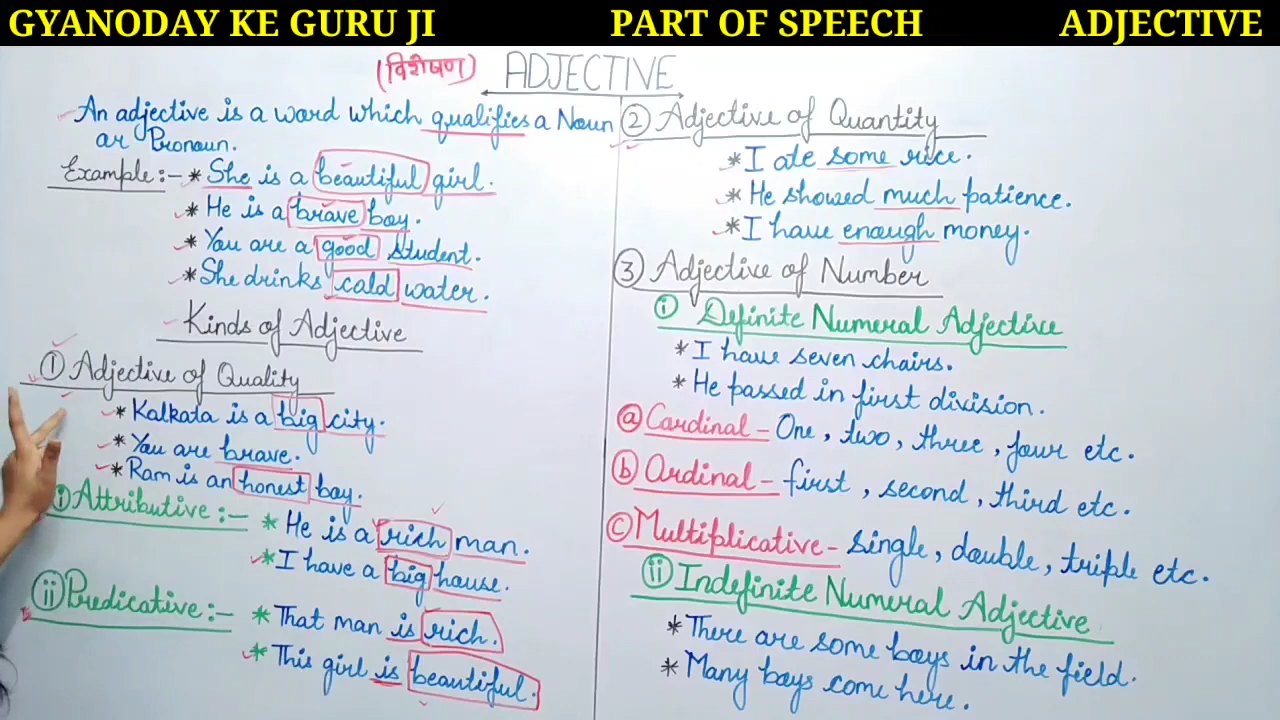 GYANODAY KE GURU JI PART OF SPEECH ADJECTIVE
(विशेषण) ADJECTIVE
An adjective is a word which qualifies a Noun
or Pronoun.
Example:- * She is a beautiful girl.
* He is a brave boy.
* You are a good student.
* She drinks cold water.
Kinds of Adjective
① Adjective of Quality
* Kolkata is a big city.
* You are brave.
* Ram is an honest boy.
ⓘ Attributive :- * He is a rich man.
* I have a big house.
ⓘⓘ Predicative :- * That man is rich.
* This girl is beautiful.
② Adjective of Quantity
* I ate some rice.
* He showed much patience.
* I have enough money.
③ Adjective of Number
ⓘ Definite Numeral Adjective
* I have seven chairs.
* He passed in first division.
ⓐ Cardinal - One, two, three, four etc.
ⓑ Ordinal - first, second, third etc.
ⓒ Multiplicative - single, double, triple etc.
ⓘⓘ Indefinite Numeral Adjective
* There are some boys in the field.
* Many boys come here.